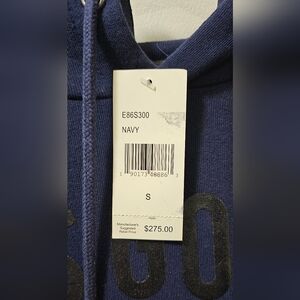 E86S300
NAVY
S
Manufacturer's
Suggested
Retail Price
$275.00